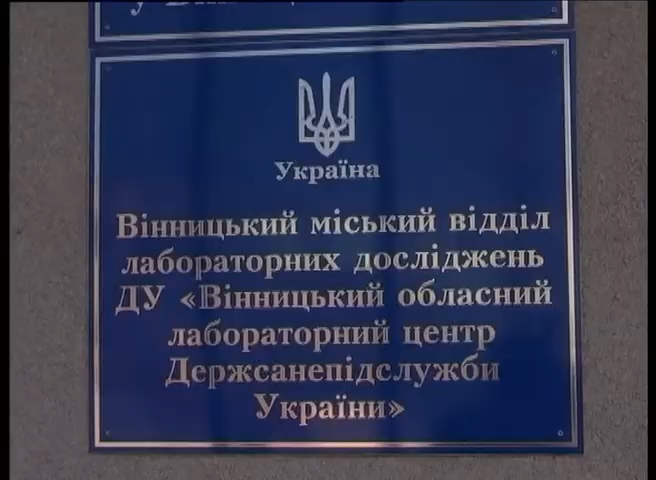 Україна
Вінницький міський відділ
лабораторних досліджень
ДУ «Вінницький обласний
лабораторний центр
Держсанепідслужби
України»